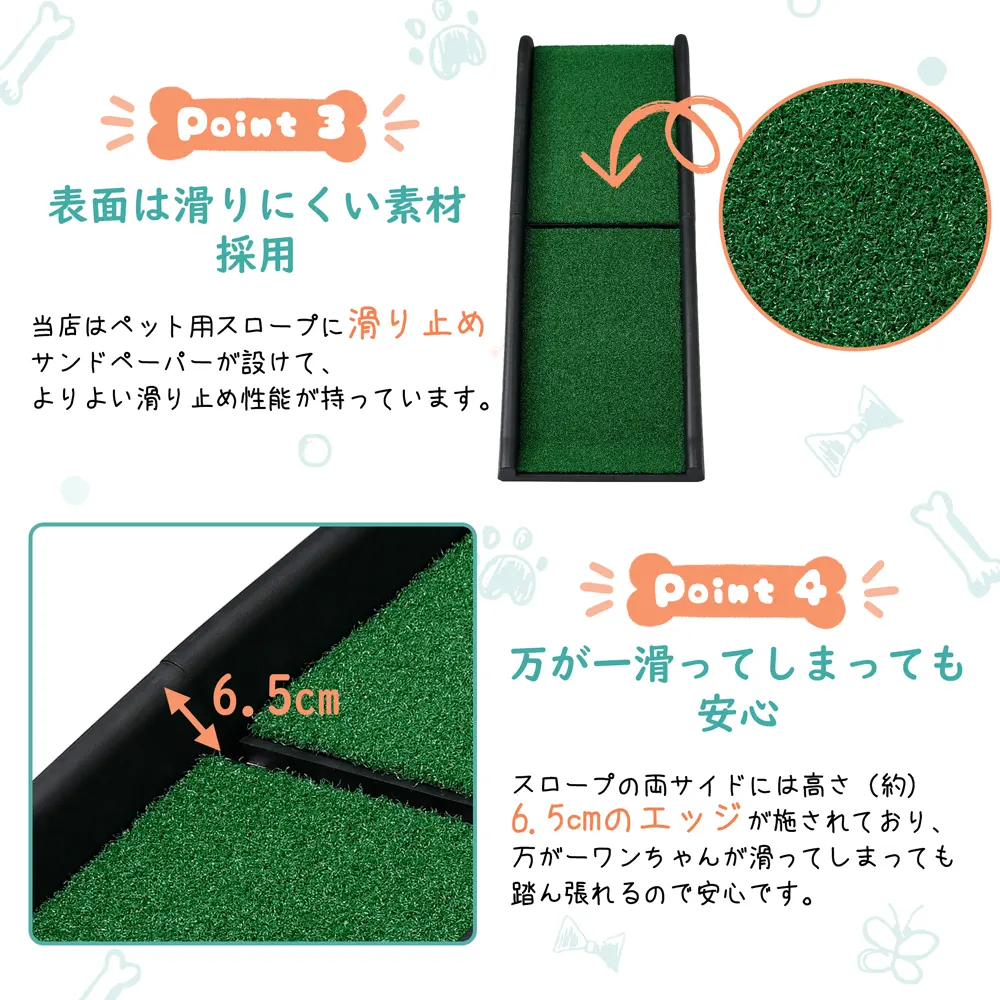 Point 3
表面は滑りにくい素材
採用
当店はペット用スロープに滑り止め
サンドペーパーが設けて、
よりよい滑り止め性能が持っています。
6.5cm
Point 4
万が一滑ってしまっても
安心
スロープの両サイドには高さ（約）
6.5cmのエッジが施されており、
万が一ワンちゃんが滑ってしまっても
踏ん張れるので安心です。